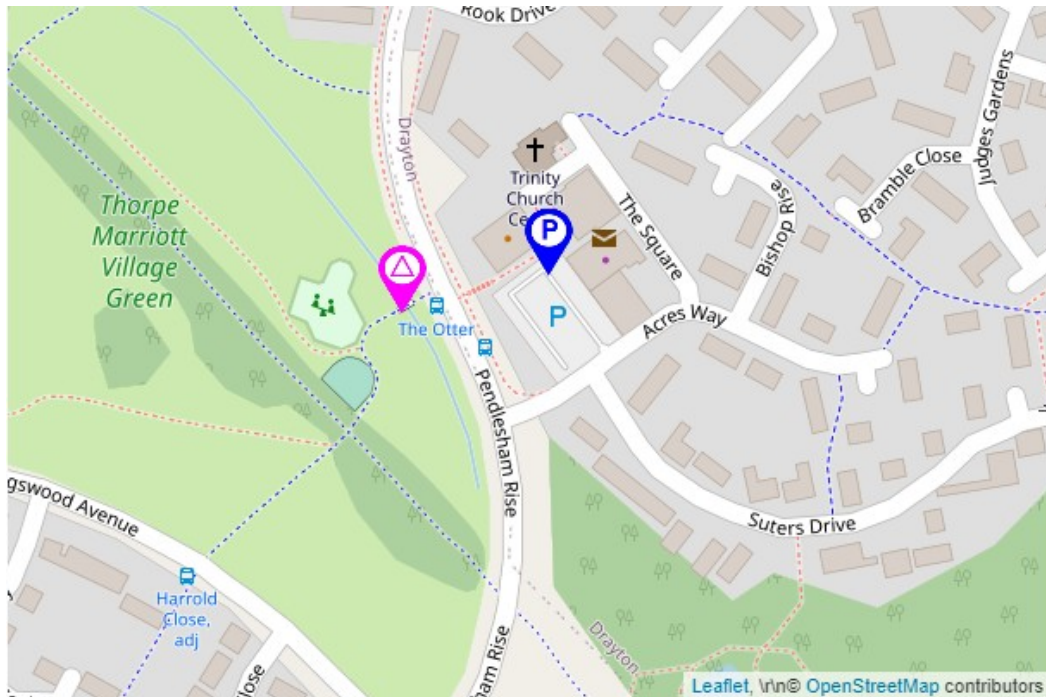 Rook Drive
Drayton
Judges Gardens
Bramble Close
Trinity
Church
The Square
Bishop Rise
P
Thorpe
Marriott
Village
Green
The Otter
P
Acres Way
Pendlesham Rise
gswood Avenue
Suters Drive
Harrold
Close,
adj
Drayton
ham Rise
lose
Leaflet, \r\n© OpenStreetMap contributors